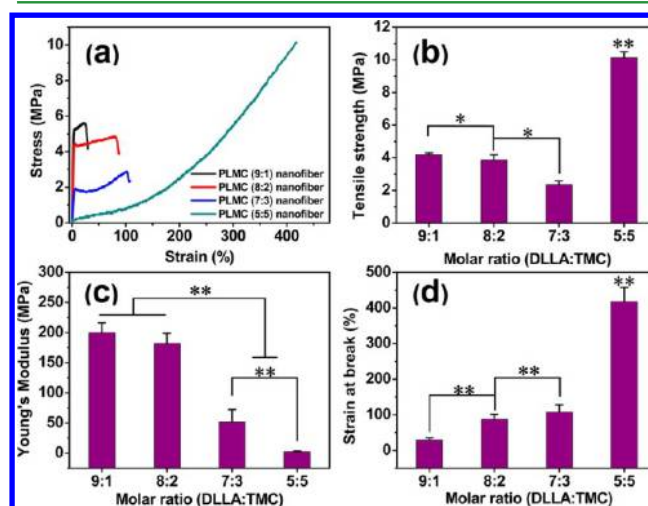 (a)
10
8
6
4
2
0
Stress (MPa)
PLMC (9:1) nanofiber
PLMC (8:2) nanofiber
PLMC (7:3) nanofiber
PLMC (5:5) nanofiber
0 100 200 300 400
Strain (%)
(b)
12
10
8
6
4
2
0
Tensile strength (MPa)
* * **
9:1 8:2 7:3 5:5
Molar ratio (DLLA:TMC)
(c)
300
250
200
150
100
50
0
Young's Modulus (MPa)
**
**
9:1 8:2 7:3 5:5
Molar ratio (DLLA:TMC)
(d)
500
400
300
200
100
0
Strain at break (%)
** ** **
9:1 8:2 7:3 5:5
Molar ratio (DLLA:TMC)